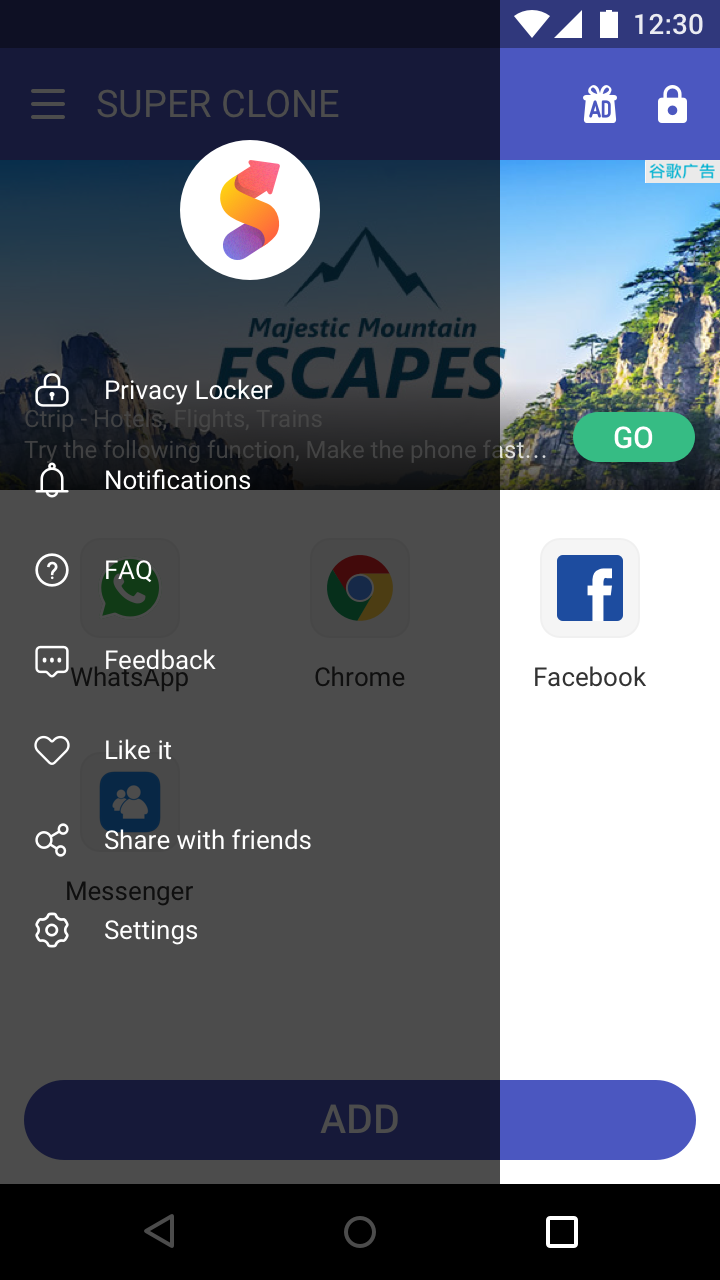 12:30
SUPER CLONE
AD
谷歌广告
Majestic Mountain
ESCAPES
Privacy Locker
Ctrip - Hotels, Flights, Trains
Try the following function, Make the phone fast...
GO
Notifications
FAQ
Feedback
WhatsApp
Chrome
Facebook
Like it
Share with friends
Messenger
Settings
ADD